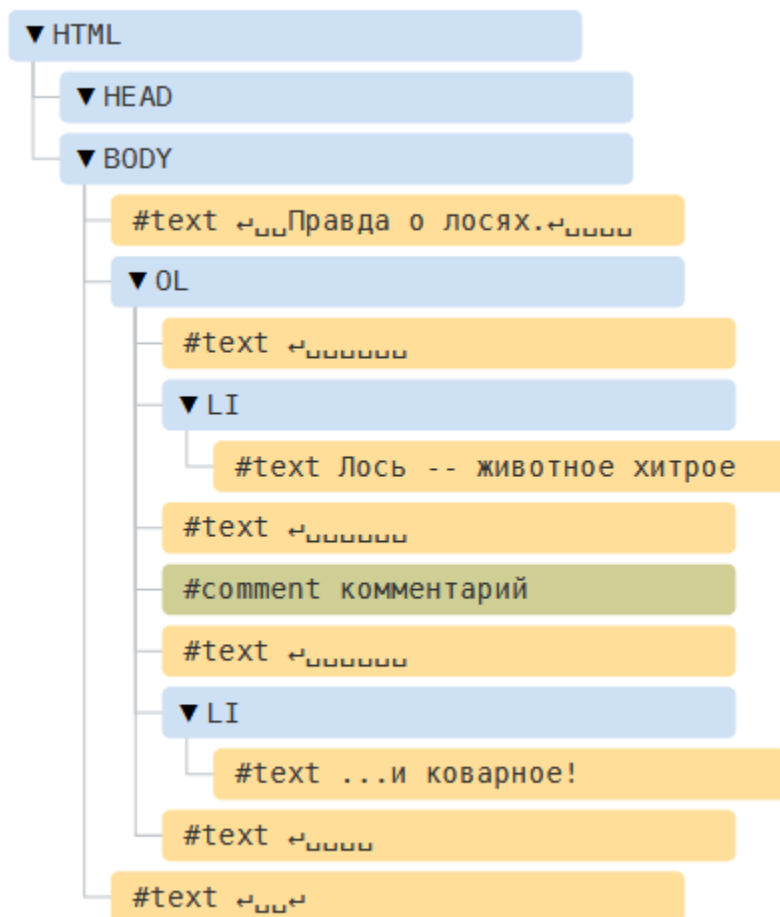 ▼ HTML
▼ HEAD
▼ BODY
#text ↵␣␣Правда о лосях.↵␣␣␣␣
▼ OL
#text ↵␣␣␣␣␣␣
▼ LI
#text Лось -- животное хитрое
#text ↵␣␣␣␣␣␣
#comment комментарий
#text ↵␣␣␣␣␣␣
▼ LI
#text ...и коварное!
#text ↵␣␣␣␣
#text ↵␣␣↵